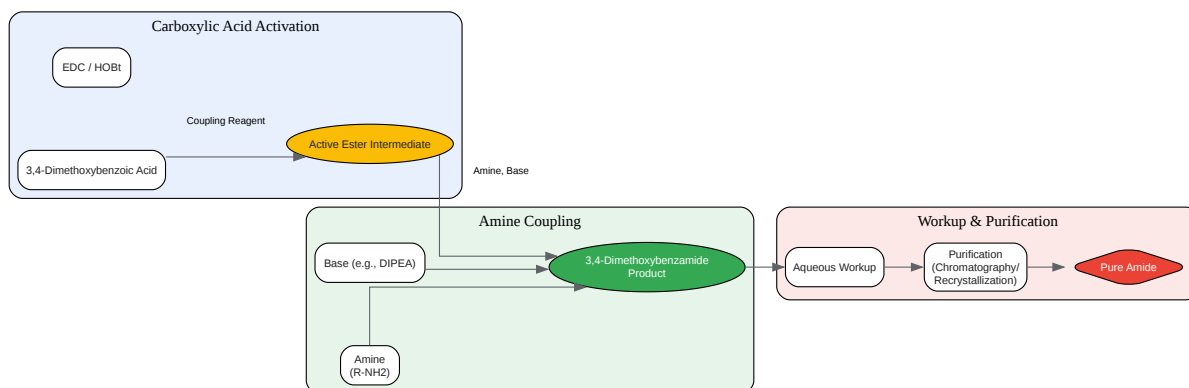 Carboxylic Acid Activation
EDC / HOBt
Coupling Reagent
Active Ester Intermediate
3,4-Dimethoxybenzoic Acid
Amine, Base
Amine Coupling
Base (e.g., DIPEA)
3,4-Dimethoxybenzamide
Product
Amine
(R-NH2)
Workup & Purification
Aqueous Workup
Purification
(Chromatography/
Recrystallization)
Pure Amide